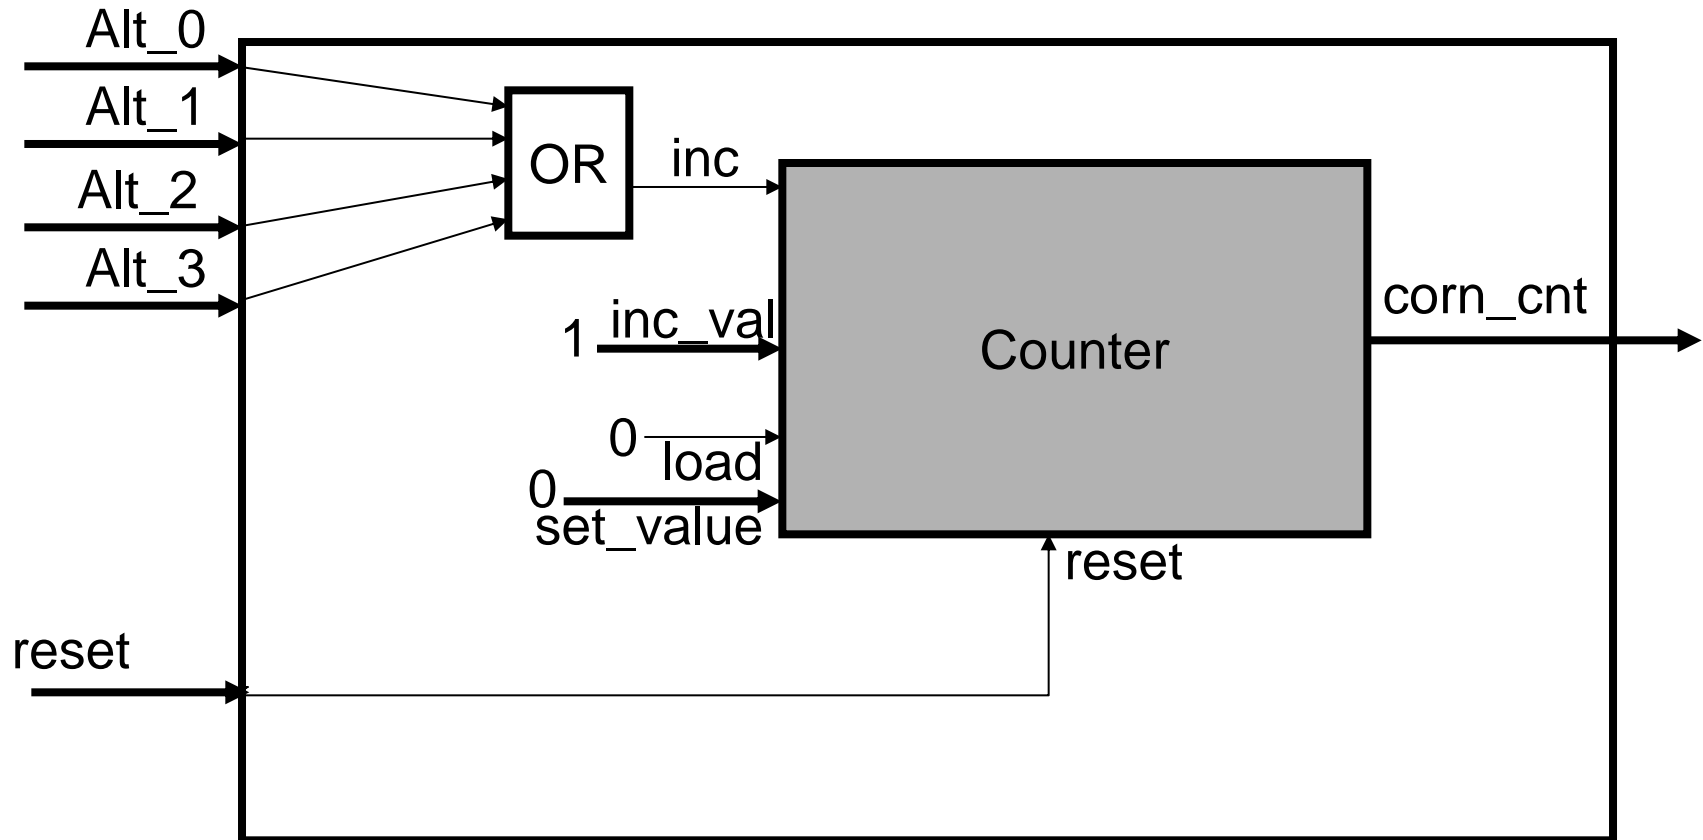 Alt_0
Alt_1
Alt_2
Alt_3
OR
inc
1
inc_val
0
load
0
set_value
Counter
corn_cnt
reset
reset